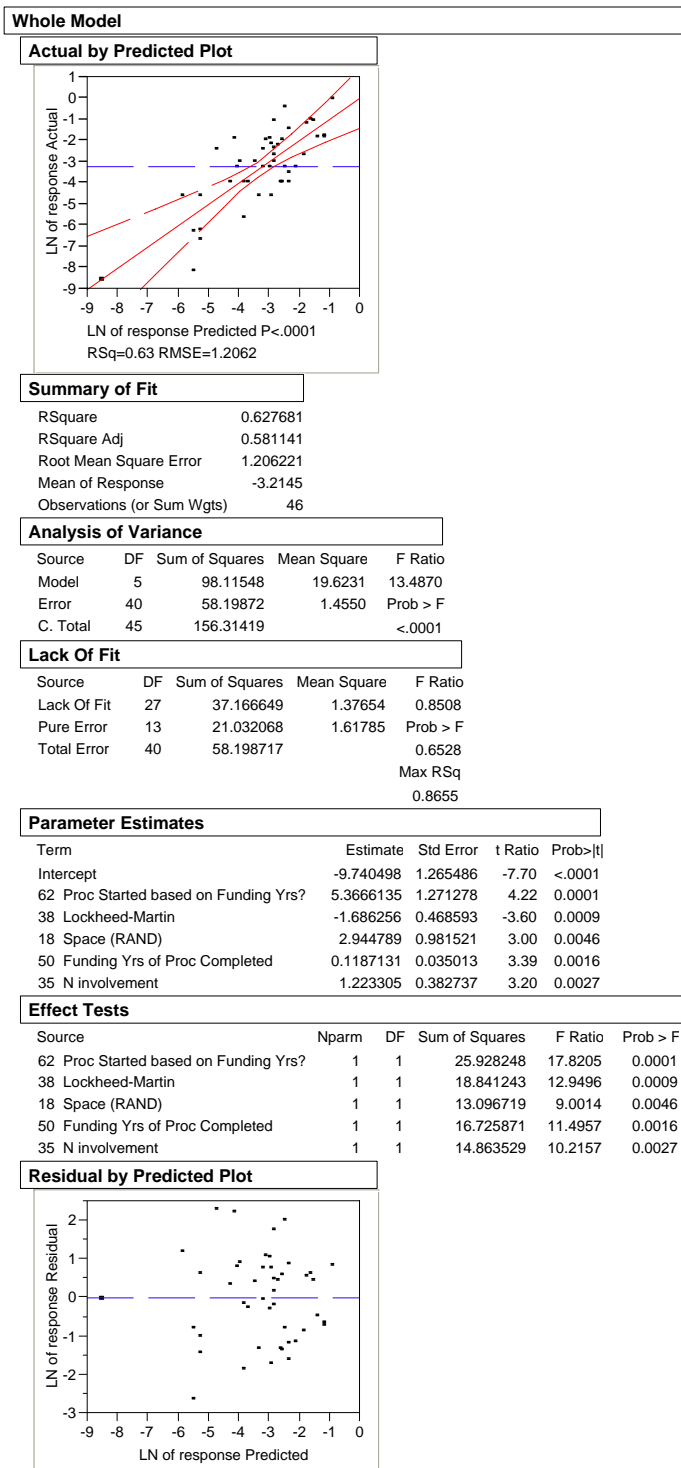 Whole Model
Actual by Predicted Plot
LN of response Actual
1
0
-1
-2
-3
-4
-5
-6
-7
-8
-9
-9 -8 -7 -6 -5 -4 -3 -2 -1 0
LN of response Predicted P<.0001
RSq=0.63 RMSE=1.2062
Summary of Fit
RSquare 0.627681
RSquare Adj 0.581141
Root Mean Square Error 1.206221
Mean of Response -3.2145
Observations (or Sum Wgts) 46
Analysis of Variance
Source DF Sum of Squares Mean Square F Ratio
Model 5 98.11548 19.6231 13.4870
Error 40 58.19872 1.4550 Prob > F
C. Total 45 156.31419 <.0001
Lack Of Fit
Source DF Sum of Squares Mean Square F Ratio
Lack Of Fit 27 37.166649 1.37654 0.8508
Pure Error 13 21.032068 1.61785 Prob > F
Total Error 40 58.198717 0.6528
Max RSq
0.8655
Parameter Estimates
Term Estimate Std Error t Ratio Prob>|t|
Intercept -9.740498 1.265486 -7.70 <.0001
62 Proc Started based on Funding Yrs? 5.3666135 1.271278 4.22 0.0001
38 Lockheed-Martin -1.686256 0.468593 -3.60 0.0009
18 Space (RAND) 2.944789 0.981521 3.00 0.0046
50 Funding Yrs of Proc Completed 0.1187131 0.035013 3.39 0.0016
35 N involvement 1.223305 0.382737 3.20 0.0027
Effect Tests
Source Nparm DF Sum of Squares F Ratio Prob > F
62 Proc Started based on Funding Yrs? 1 1 25.928248 17.8205 0.0001
38 Lockheed-Martin 1 1 18.841243 12.9496 0.0009
18 Space (RAND) 1 1 13.096719 9.0014 0.0046
50 Funding Yrs of Proc Completed 1 1 16.725871 11.4957 0.0016
35 N involvement 1 1 14.863529 10.2157 0.0027
Residual by Predicted Plot
LN of response Residual
2
1
0
-1
-2
-3
-9 -8 -7 -6 -5 -4 -3 -2 -1 0
LN of response Predicted